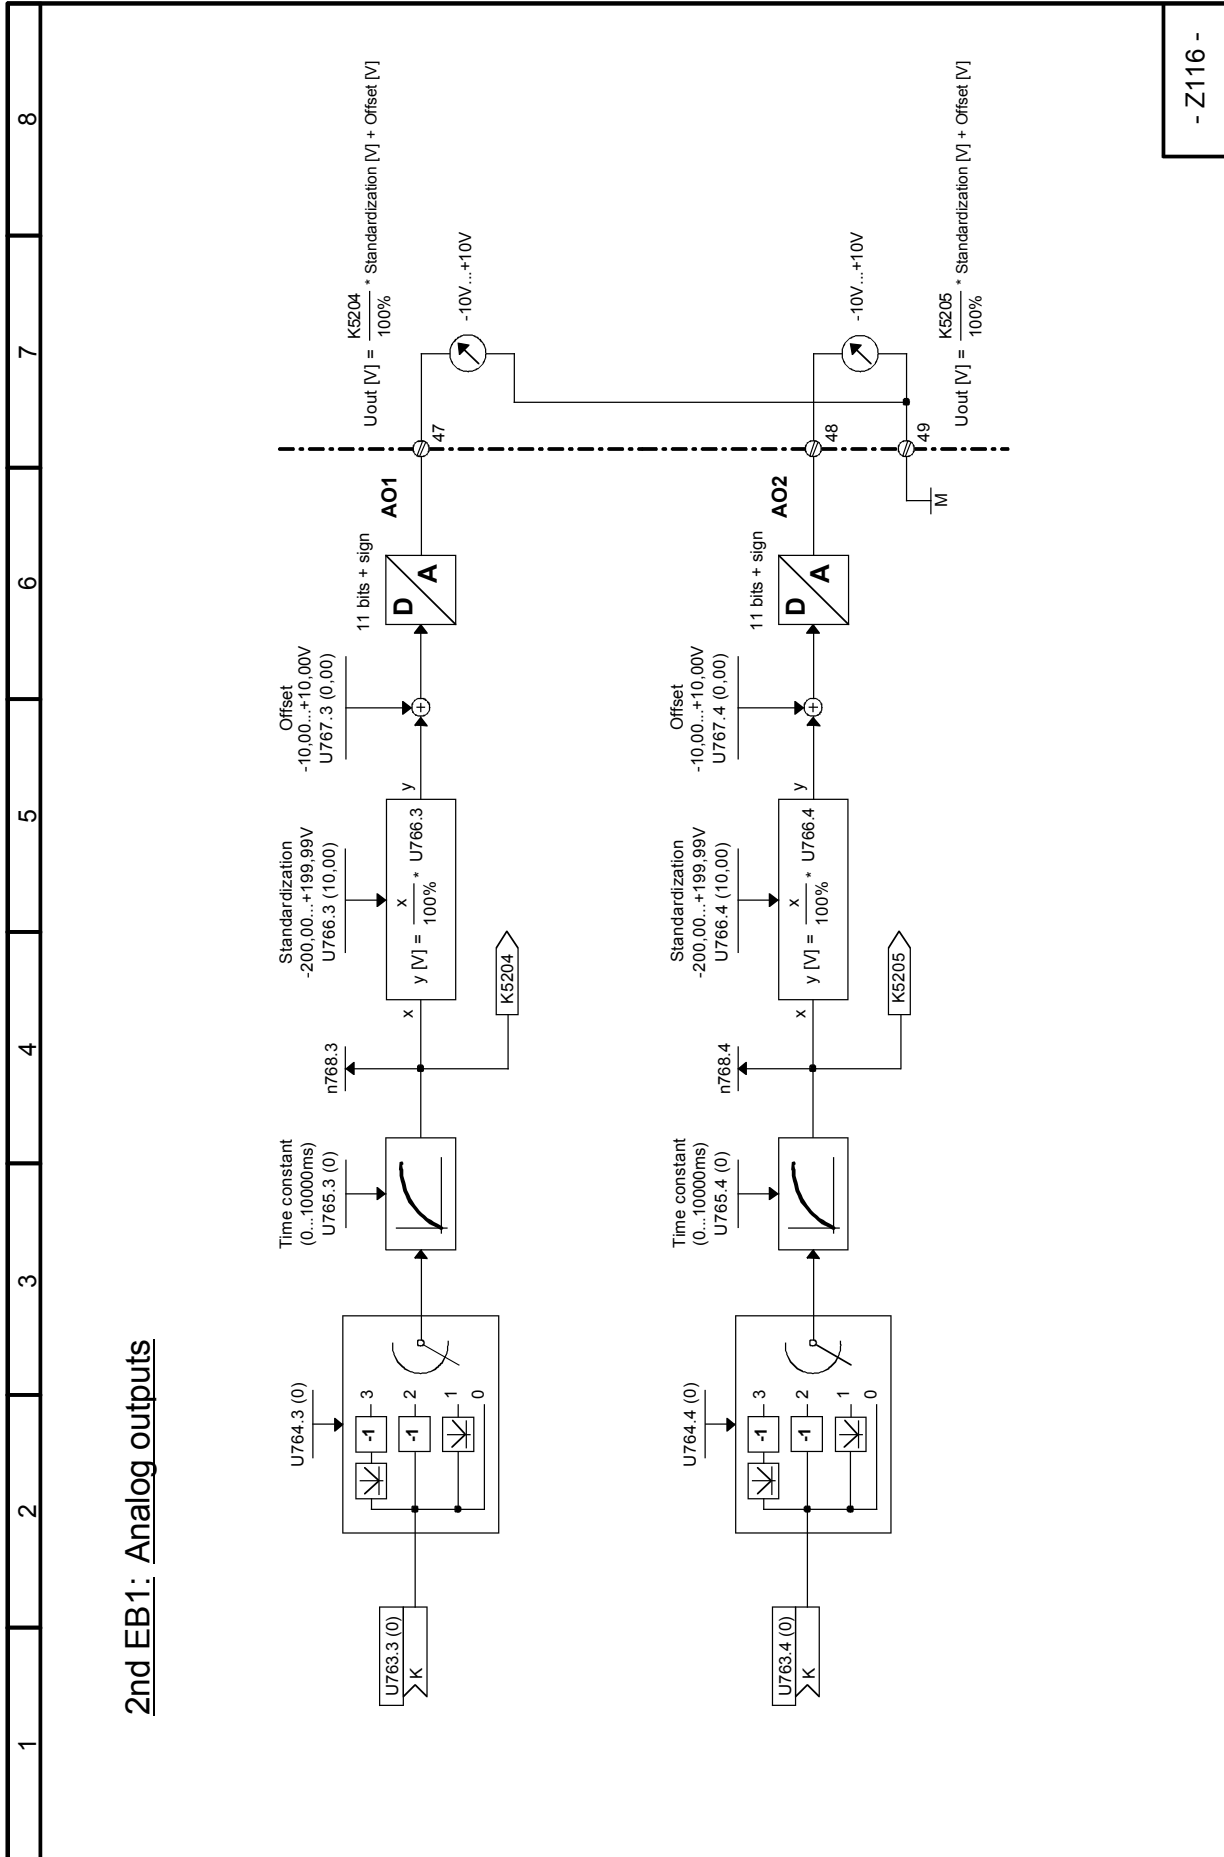 1 2 3 4 5 6 7 8
2nd EB1: Analog outputs
U763.3 (0)
K
U764.3 (0)
-1 3
-1 2
1
0
Time constant
(0...10000ms)
U765.3 (0)
n768.3
K5204
Standardization
-200,00...+199,99V
U766.3 (10,00)
x
y [V] = x / 100% * U766.3
y
Offset
-10,00...+10,00V
U767.3 (0,00)
+
11 bits + sign
D
A
AO1
47
Uout [V] = K5204 / 100% * Standardization [V] + Offset [V]
-10V...+10V
U763.4 (0)
K
U764.4 (0)
-1 3
-1 2
1
0
Time constant
(0...10000ms)
U765.4 (0)
n768.4
K5205
Standardization
-200,00...+199,99V
U766.4 (10,00)
x
y [V] = x / 100% * U766.4
y
Offset
-10,00...+10,00V
U767.4 (0,00)
+
11 bits + sign
D
A
AO2
48
-10V...+10V
49
M
Uout [V] = K5205 / 100% * Standardization [V] + Offset [V]
- Z116 -